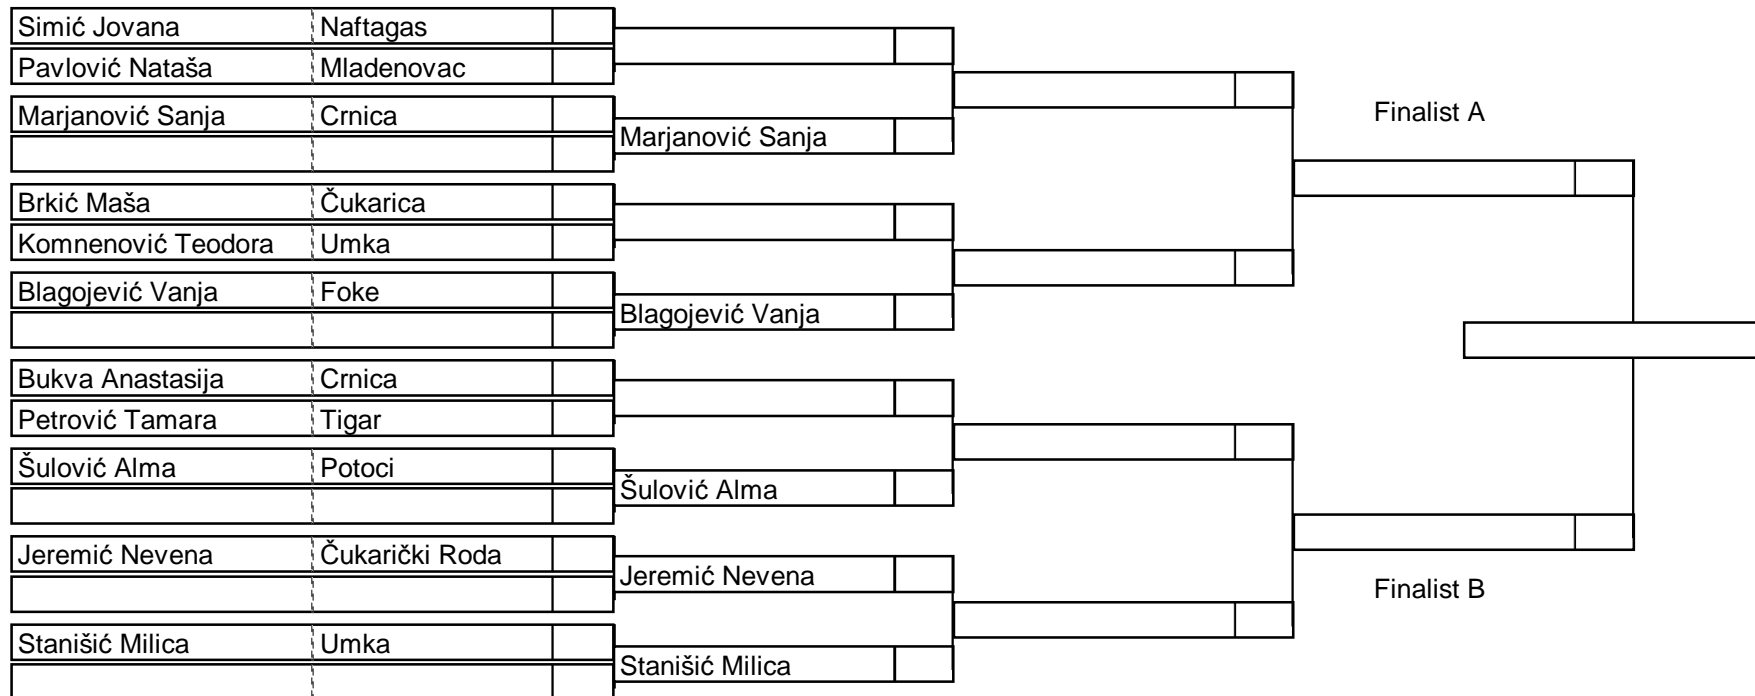 Simić Jovana Naftagas
Pavlović Nataša Mladenovac
Finalist A
Marjanović Sanja Crnica
Marjanović Sanja
Brkić Maša Čukarica
Komnenović Teodora Umka
Blagojević Vanja Foke
Blagojević Vanja
Bukva Anastasija Crnica
Petrović Tamara Tigar
Šulović Alma Potoci
Šulović Alma
Jeremić Nevena Čukarički Roda
Jeremić Nevena
Finalist B
Stanišić Milica Umka
Stanišić Milica